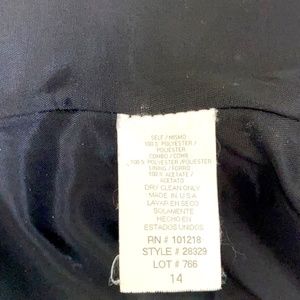 SELF / MISMO
100% POLYESTER /
POLIESTER
COMBO / COMB.
100% POLYESTER /
POLIESTER
LINING / FORRO
100% ACETATE /
ACETATO
DRY CLEAN ONLY
MADE IN U.S.A.
LAVAR EN SECO
SOLAMENTE
HECHO EN
ESTADOS UNIDOS
RN # 101218
STYLE # 28329
LOT # 766
14